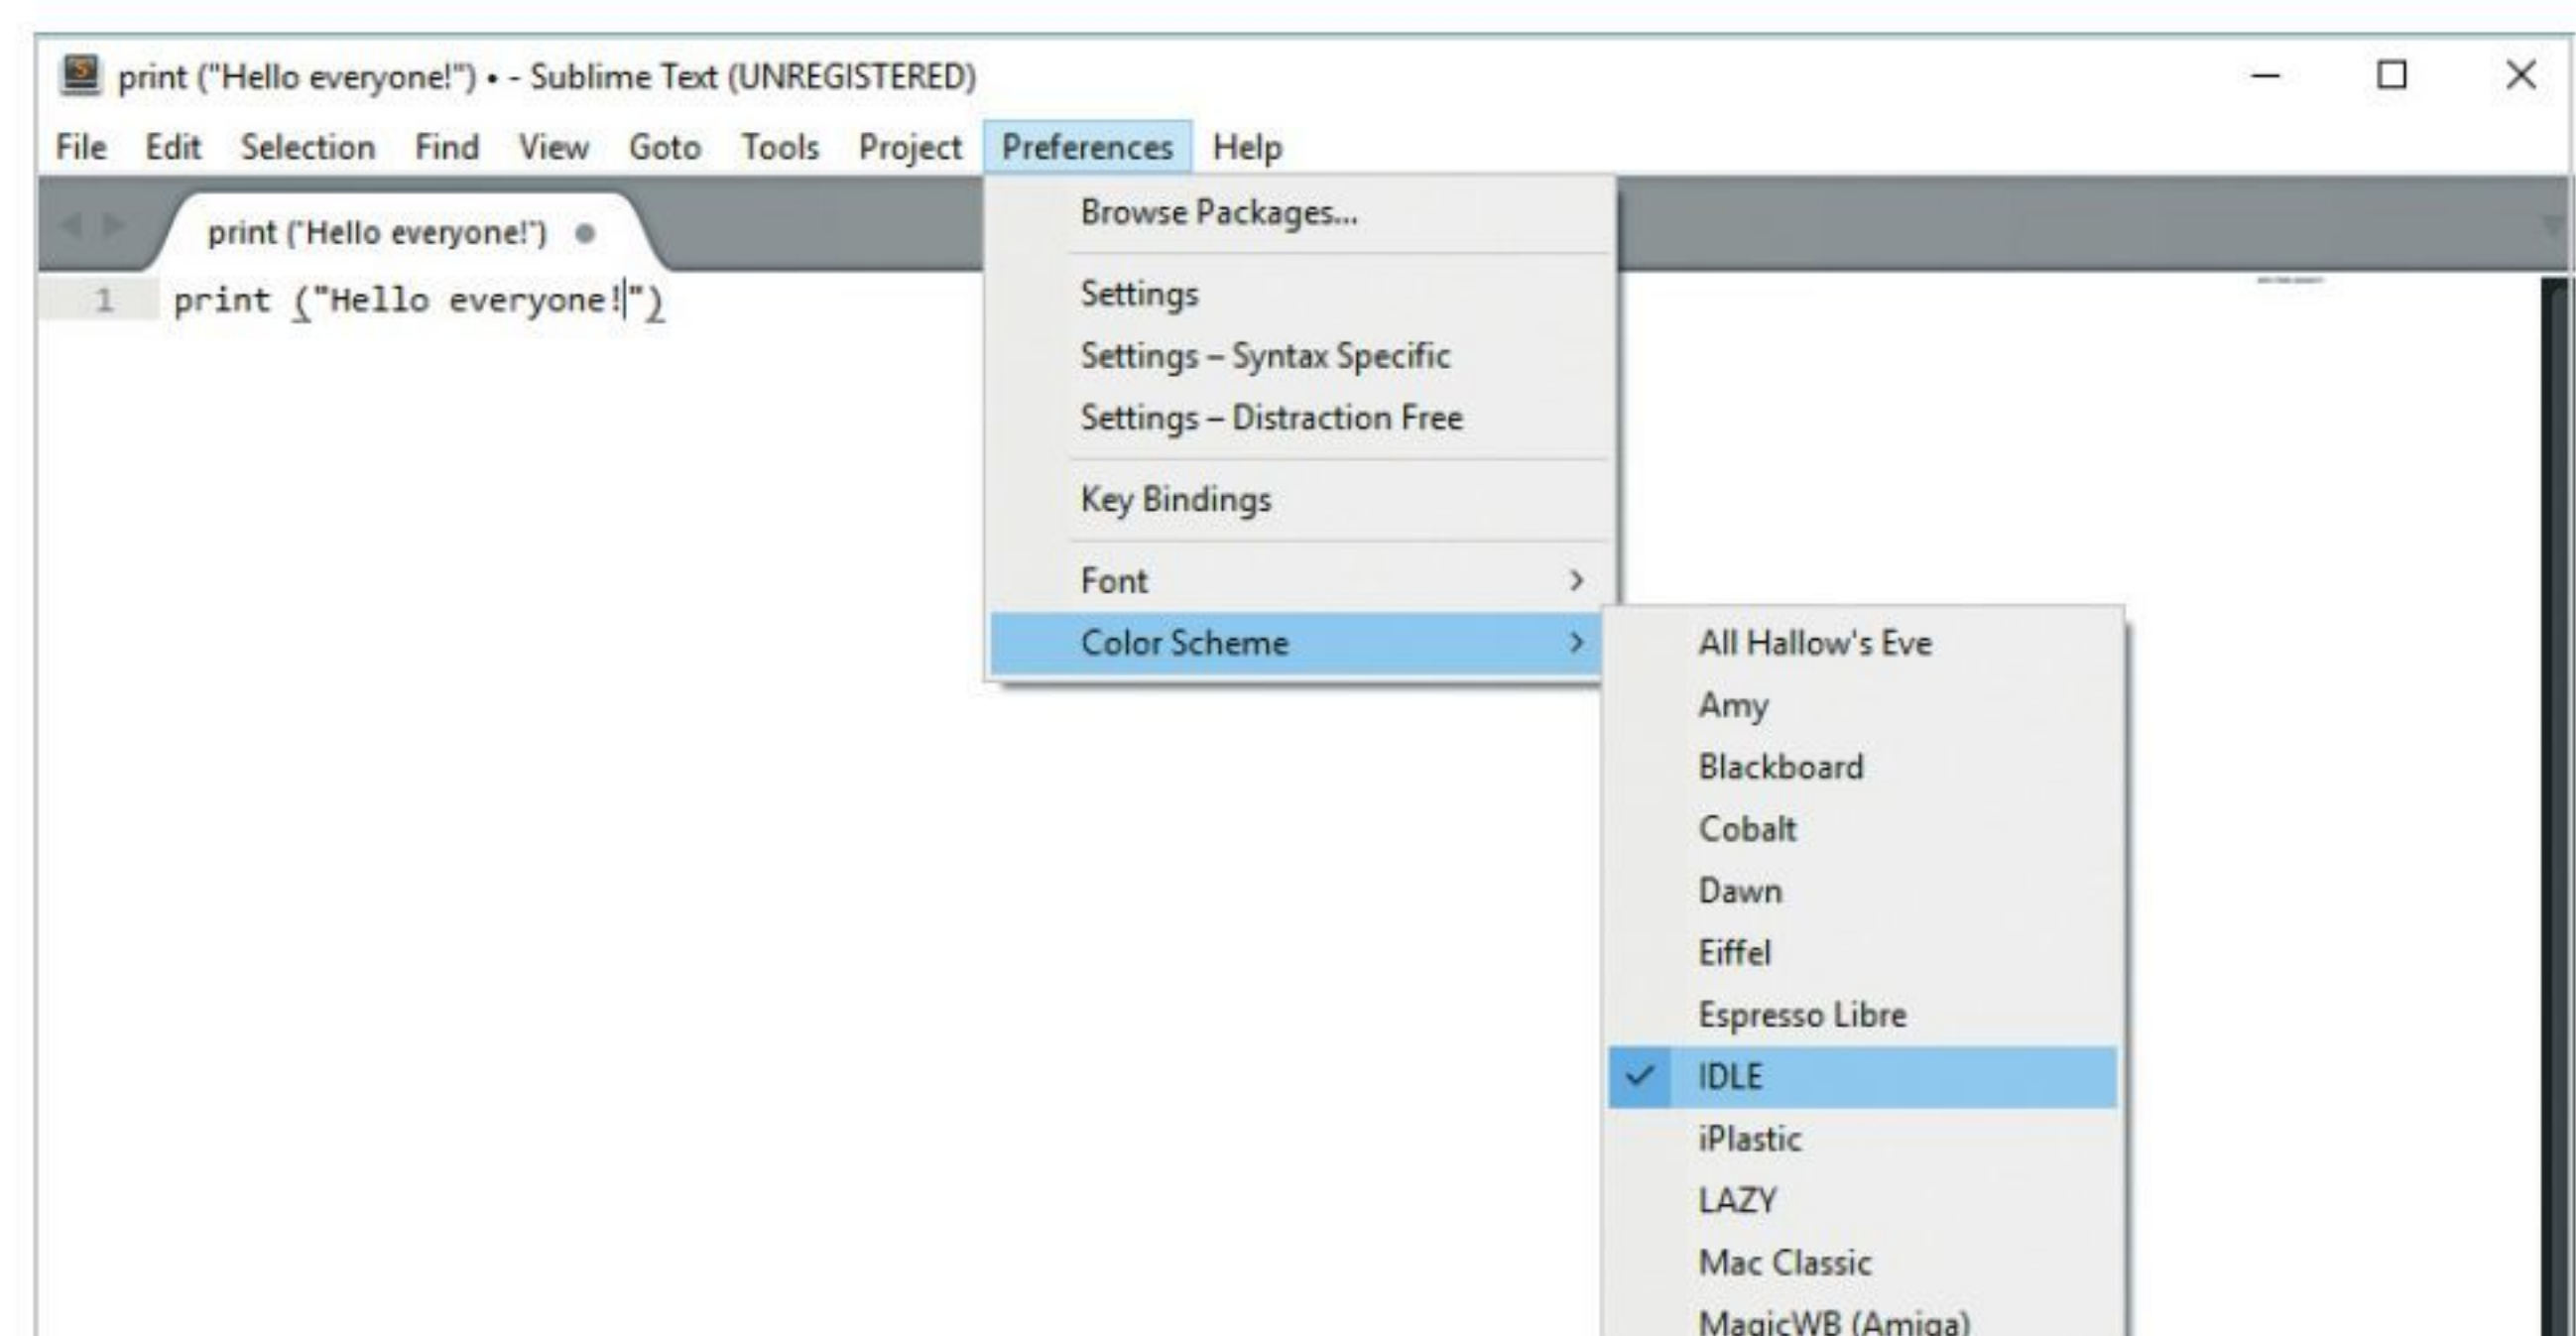 print ("Hello everyone!") • - Sublime Text (UNREGISTERED)
File Edit Selection Find View Goto Tools Project Preferences Help
print ("Hello everyone!")
1 print ("Hello everyone!")
Browse Packages...
Settings
Settings – Syntax Specific
Settings – Distraction Free
Key Bindings
Font
Color Scheme
All Hallow's Eve
Amy
Blackboard
Cobalt
Dawn
Eiffel
Espresso Libre
IDLE
iPlastic
LAZY
Mac Classic
MagicWB (Amiga)